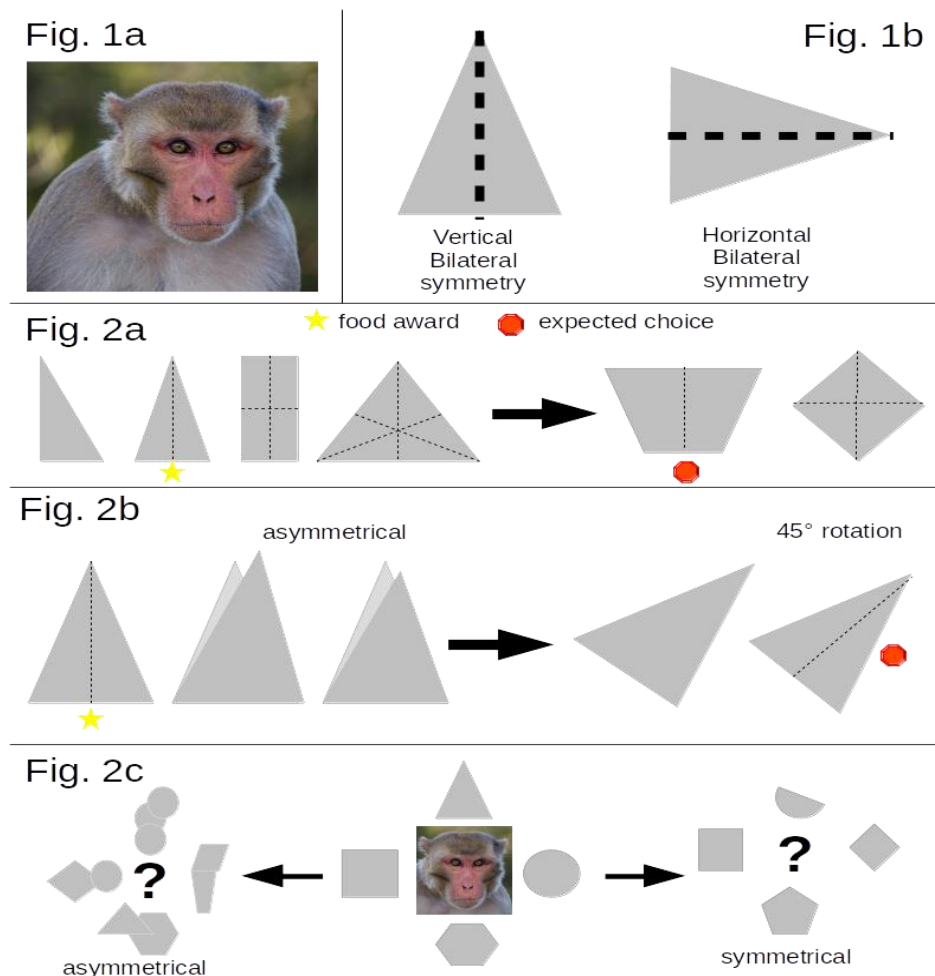 Fig. 1a
Fig. 1b
Vertical
Bilateral
symmetry
Horizontal
Bilateral
symmetry
Fig. 2a
food award
expected choice
Fig. 2b
asymmetrical
45° rotation
Fig. 2c
?
asymmetrical
?
symmetrical